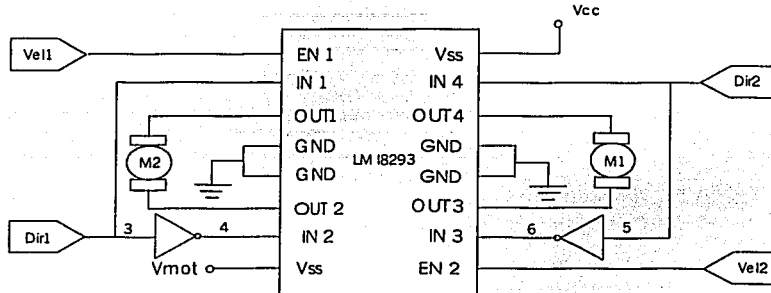 Vcc
Vel1 EN 1 Vss
IN 1 IN 4 Dir2
OUT1 OUT4
M2 GND LM 18293 GND M1
GND GND
OUT 2 OUT3
Dir1 3 4 IN 2 IN 3 6 5
Vmot Vss EN 2 Vel2